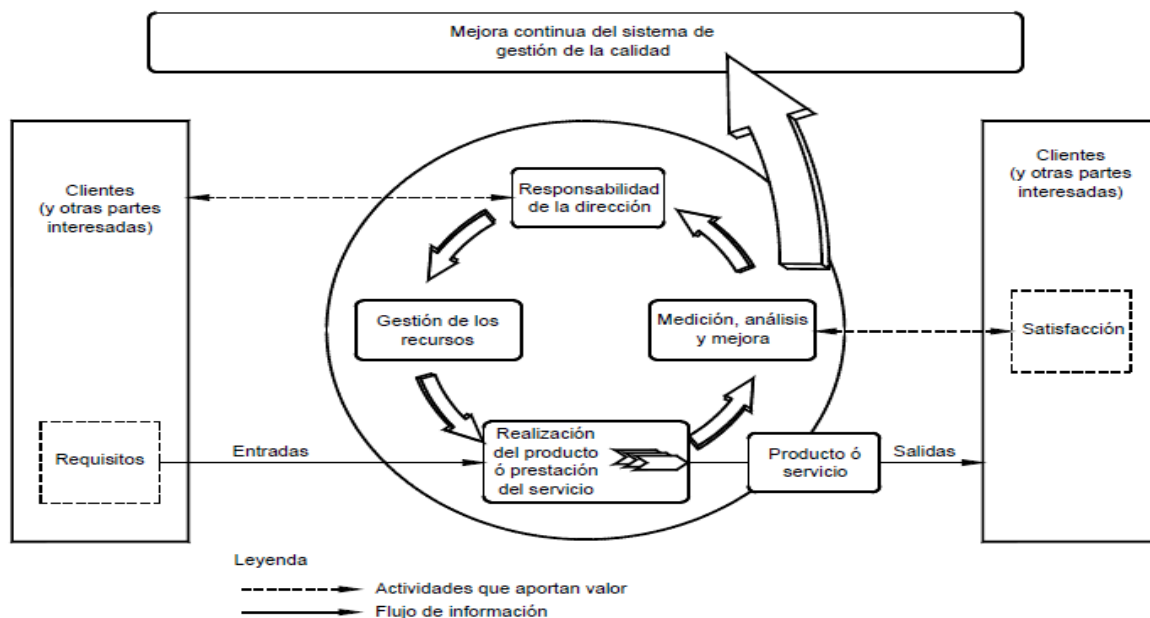 Mejora continua del sistema de
gestión de la calidad
Clientes
(y otras partes
interesadas)
Responsabilidad
de la dirección
Clientes
(y otras partes
interesadas)
Gestión de los
recursos
Medición, análisis
y mejora
Satisfacción
Requisitos
Entradas
Realización
del producto
ó prestación
del servicio
Producto ó
servicio
Salidas
Leyenda
Actividades que aportan valor
Flujo de información